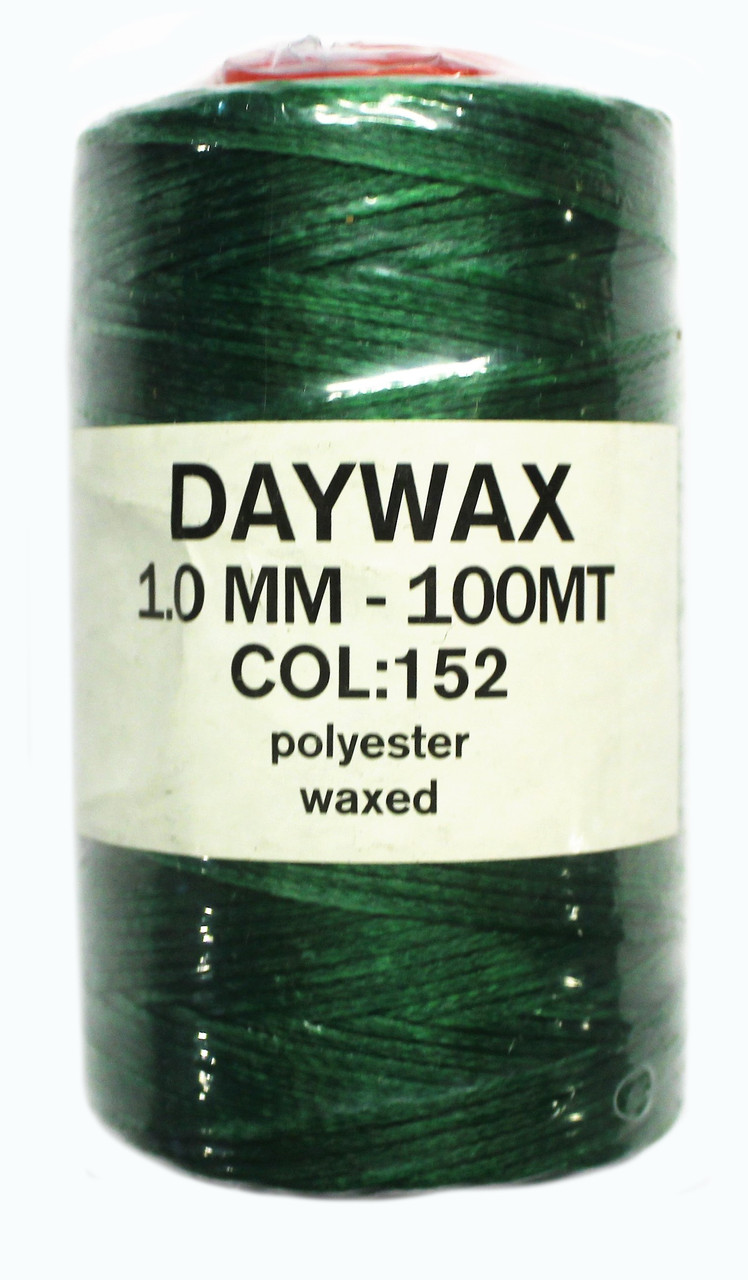 DAYWAX
1.0 MM - 100MT
COL:152
polyester
waxed